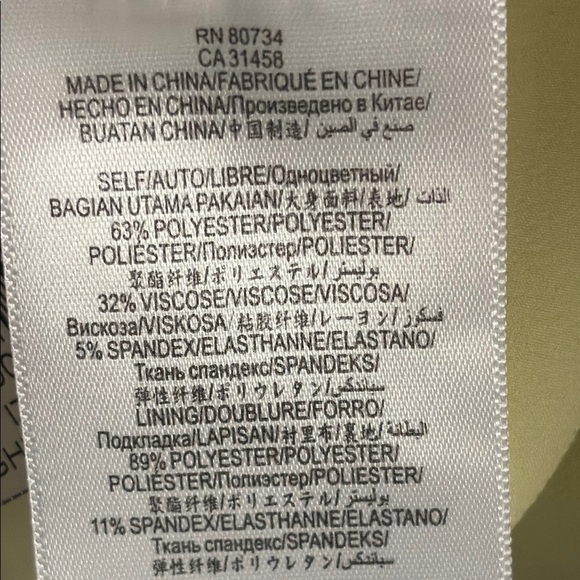 RN 80734
CA 31458
MADE IN CHINA/FABRIQUÉ EN CHINE/
HECHO EN CHINA/Произведено в Китае/
BUATAN CHINA/中国制造/ صنع في الصين
SELF/AUTO/LIBRE/Одноцветный/
BAGIAN UTAMA PAKAIAN/大身面料/表地/ الذات
63% POLYESTER/POLYESTER/
POLIÉSTER/Полиэстер/POLIESTER/
聚酯纤维/ポリエステル/ بوليستر
32% VISCOSE/VISCOSE/VISCOSA/
Вискоза/VISKOSA/ 粘胶纤维/レーヨン/ فسكوز
5% SPANDEX/ELASTHANNE/ELASTANO/
Ткань спандекс/SPANDEKS/
弹性纤维/ポリウレタン/ سباندكس
LINING/DOUBLURE/FORRO/
Подкладка/LAPISAN/衬里布/裏地/ البطانة
89% POLYESTER/POLYESTER/
POLIÉSTER/Полиэстер/POLIESTER/
聚酯纤维/ポリエステル/ بوليستر
11% SPANDEX/ELASTHANNE/ELASTANO/
Ткань спандекс/SPANDEKS/
弹性纤维/ポリウレタン/ سباندكس